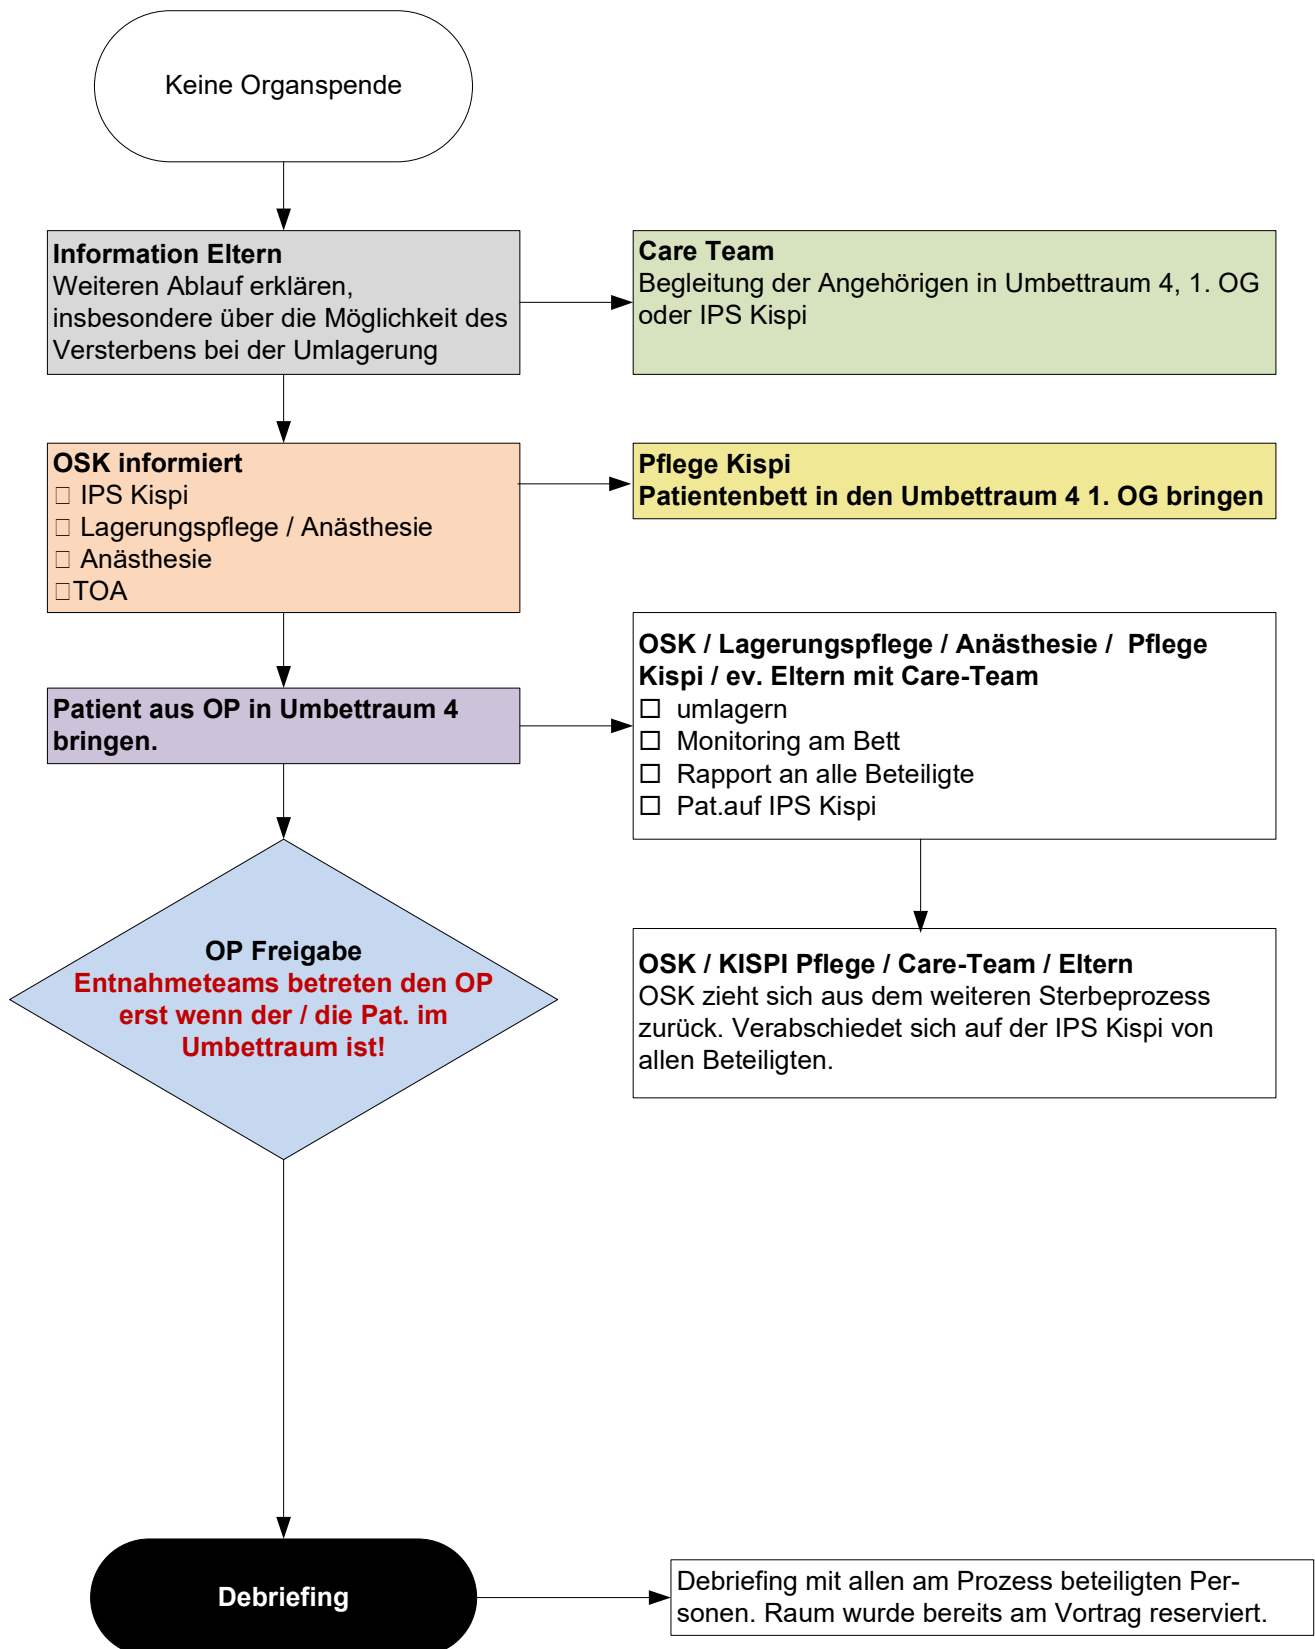 Keine Organspende
Information Eltern
Weiteren Ablauf erklären,
insbesondere über die Möglichkeit des
Versterbens bei der Umlagerung
Care Team
Begleitung der Angehörigen in Umbettraum 4, 1. OG
oder IPS Kispi
OSK informiert
□ IPS Kispi
□ Lagerungspflege / Anästhesie
□ Anästhesie
□TOA
Pflege Kispi
Patientenbett in den Umbettraum 4 1. OG bringen
Patient aus OP in Umbettraum 4
bringen.
OSK / Lagerungspflege / Anästhesie / Pflege
Kispi / ev. Eltern mit Care-Team
☐ umlagern
☐ Monitoring am Bett
☐ Rapport an alle Beteiligte
☐ Pat.auf IPS Kispi
OP Freigabe
Entnahmeteams betreten den OP
erst wenn der / die Pat. im
Umbettraum ist!
OSK / KISPI Pflege / Care-Team / Eltern
OSK zieht sich aus dem weiteren Sterbeprozess
zurück. Verabschiedet sich auf der IPS Kispi von
allen Beteiligten.
Debriefing
Debriefing mit allen am Prozess beteiligten Per-
sonen. Raum wurde bereits am Vortrag reserviert.